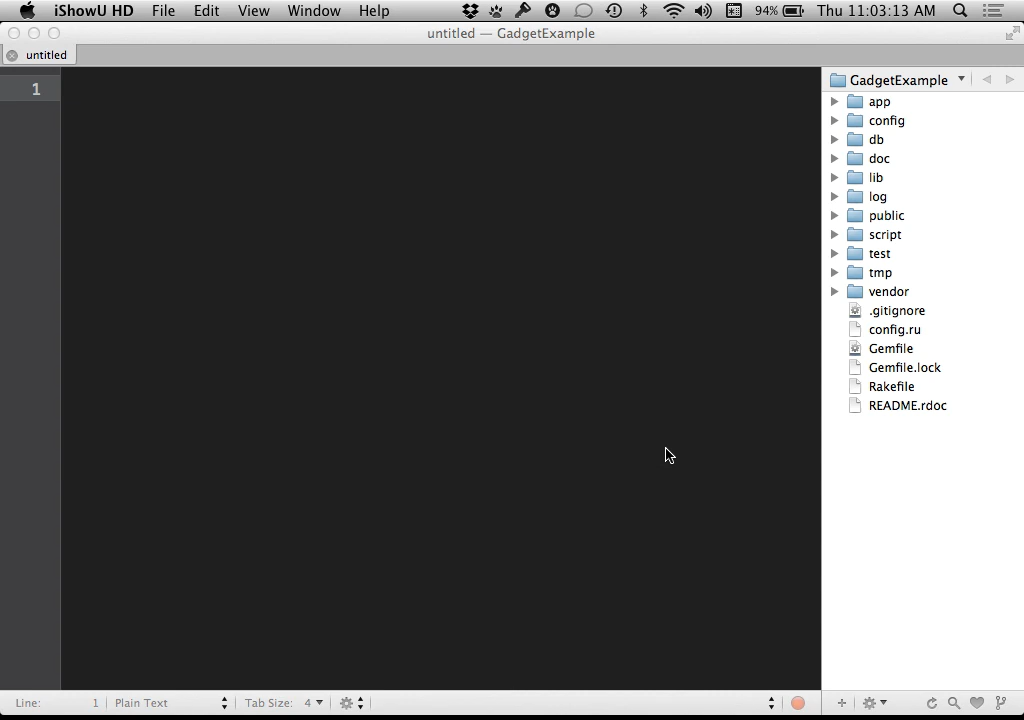 iShowU HD File Edit View Window Help 94% Thu 11:03:13 AM
untitled — GadgetExample
untitled
1
GadgetExample
app
config
db
doc
lib
log
public
script
test
tmp
vendor
.gitignore
config.ru
Gemfile
Gemfile.lock
Rakefile
README.rdoc
Line: 1 Plain Text Tab Size: 4